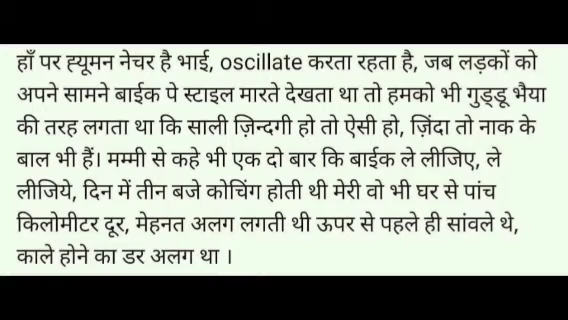 हाँ पर ह्यूमन नेचर है भाई, oscillate करता रहता है, जब लड़कों को
अपने सामने बाईक पे स्टाइल मारते देखता था तो हमको भी गुड्डू भैया
की तरह लगता था कि साली ज़िन्दगी हो तो ऐसी हो, ज़िंदा तो नाक के
बाल भी हैं। मम्मी से कहे भी एक दो बार कि बाईक ले लीजिए, ले
लीजिये, दिन में तीन बजे कोचिंग होती थी मेरी वो भी घर से पांच
किलोमीटर दूर, मेहनत अलग लगती थी ऊपर से पहले ही सांवले थे,
काले होने का डर अलग था ।